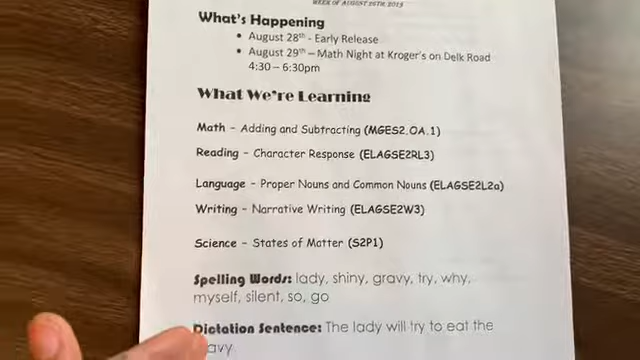 WEEK OF AUGUST 26TH, 2013
What's Happening
• August 28th - Early Release
• August 29th – Math Night at Kroger's on Delk Road
4:30 – 6:30pm
What We're Learning
Math – Adding and Subtracting (MGES2.OA.1)
Reading – Character Response (ELAGSE2RL3)
Language – Proper Nouns and Common Nouns (ELAGSE2L2a)
Writing – Narrative Writing (ELAGSE2W3)
Science – States of Matter (S2P1)
Spelling Words: lady, shiny, gravy, try, why,
myself, silent, so, go
Dictation Sentence: The lady will try to eat the